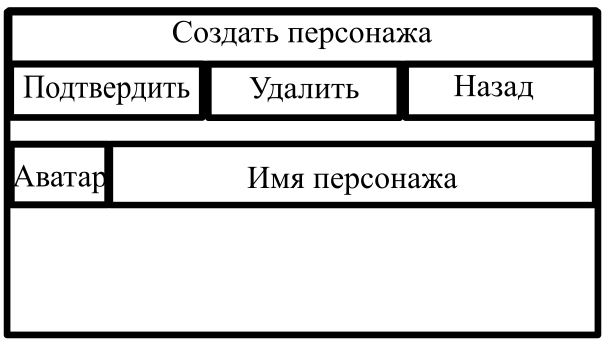 Создать персонажа
Подтвердить Удалить Назад
Аватар Имя персонажа